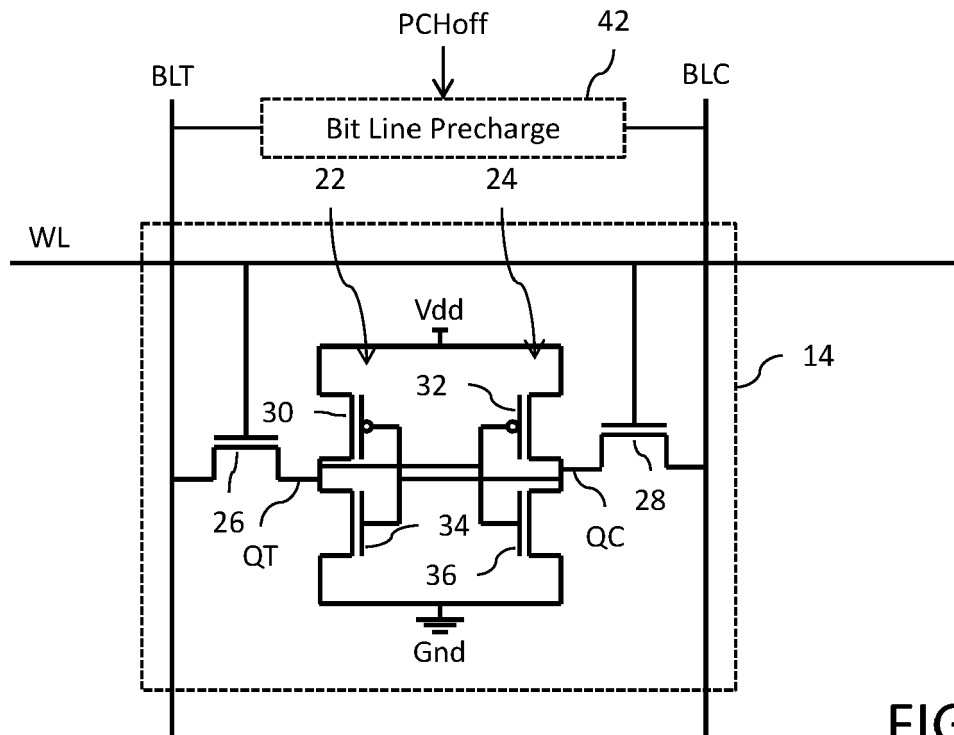 PCHoff
42
BLT
BLC
Bit Line Precharge
22
24
WL
Vdd
14
30
32
26
28
QT
34
QC
36
Gnd
FIG